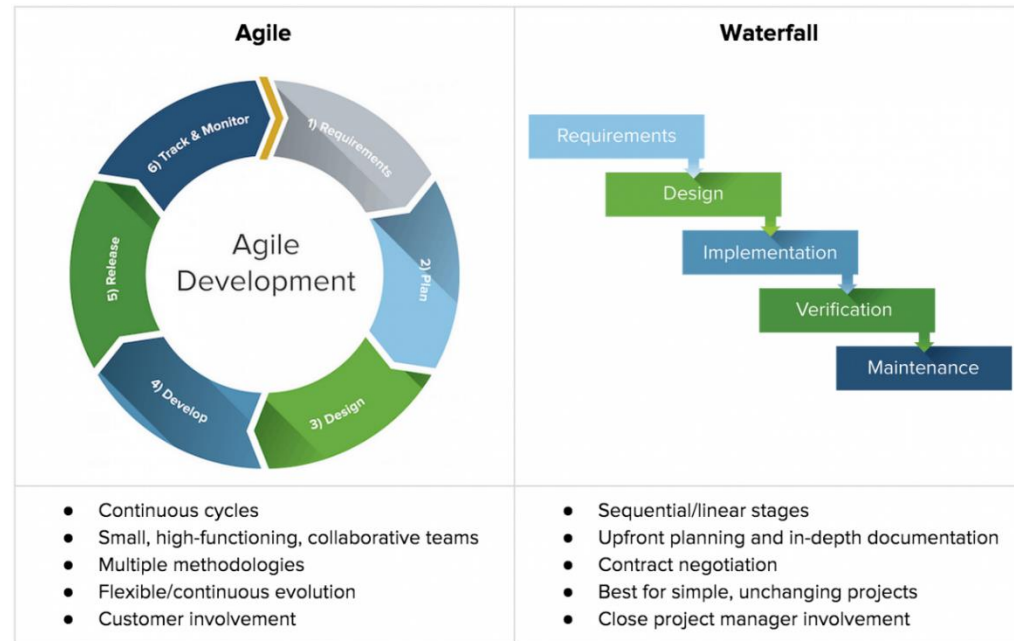 Agile
1) Requirements
2) Plan
3) Design
4) Develop
5) Release
6) Track & Monitor
Agile
Development
Continuous cycles
Small, high-functioning, collaborative teams
Multiple methodologies
Flexible/continuous evolution
Customer involvement
Waterfall
Requirements
Design
Implementation
Verification
Maintenance
Sequential/linear stages
Upfront planning and in-depth documentation
Contract negotiation
Best for simple, unchanging projects
Close project manager involvement